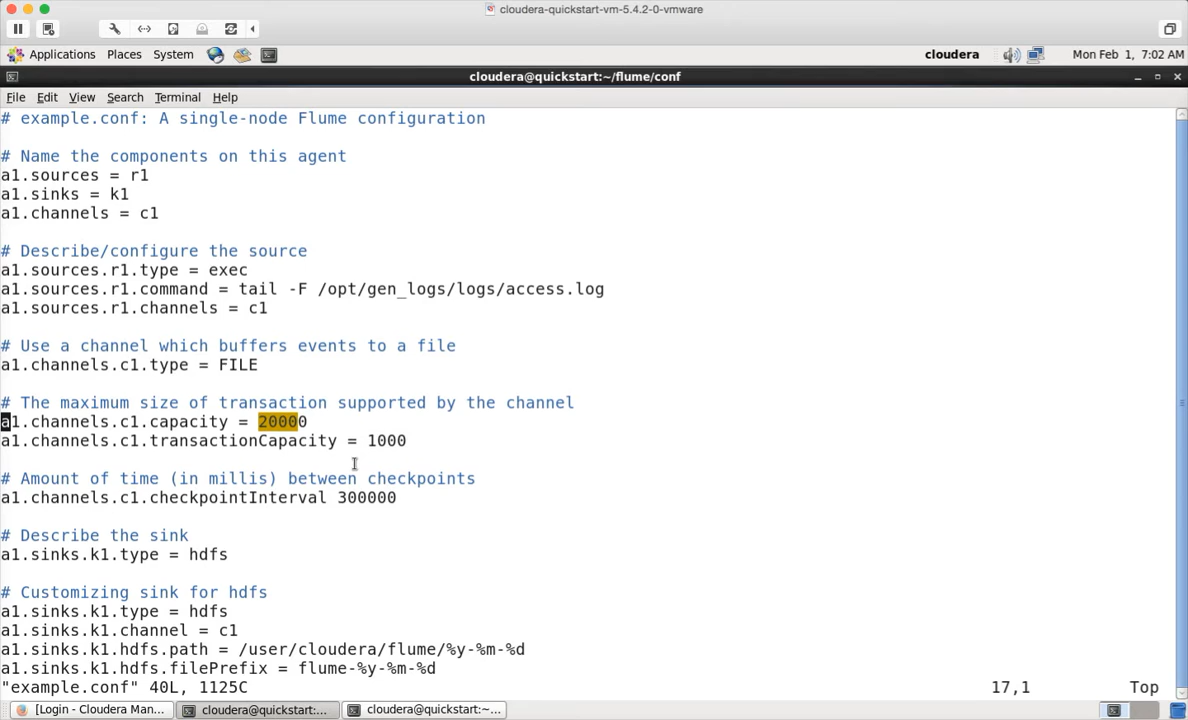 cloudera-quickstart-vm-5.4.2-0-vmware
Applications Places System cloudera Mon Feb 1, 7:02 AM
cloudera@quickstart:~/flume/conf
File Edit View Search Terminal Help
# example.conf: A single-node Flume configuration
# Name the components on this agent
a1.sources = r1
a1.sinks = k1
a1.channels = c1
# Describe/configure the source
a1.sources.r1.type = exec
a1.sources.r1.command = tail -F /opt/gen_logs/logs/access.log
a1.sources.r1.channels = c1
# Use a channel which buffers events to a file
a1.channels.c1.type = FILE
# The maximum size of transaction supported by the channel
a1.channels.c1.capacity = 20000
a1.channels.c1.transactionCapacity = 1000
# Amount of time (in millis) between checkpoints
a1.channels.c1.checkpointInterval 300000
# Describe the sink
a1.sinks.k1.type = hdfs
# Customizing sink for hdfs
a1.sinks.k1.type = hdfs
a1.sinks.k1.channel = c1
a1.sinks.k1.hdfs.path = /user/cloudera/flume/%y-%m-%d
a1.sinks.k1.hdfs.filePrefix = flume-%y-%m-%d
"example.conf" 40L, 1125C 17,1 Top
[Login - Cloudera Man... cloudera@quickstart:... cloudera@quickstart:~...